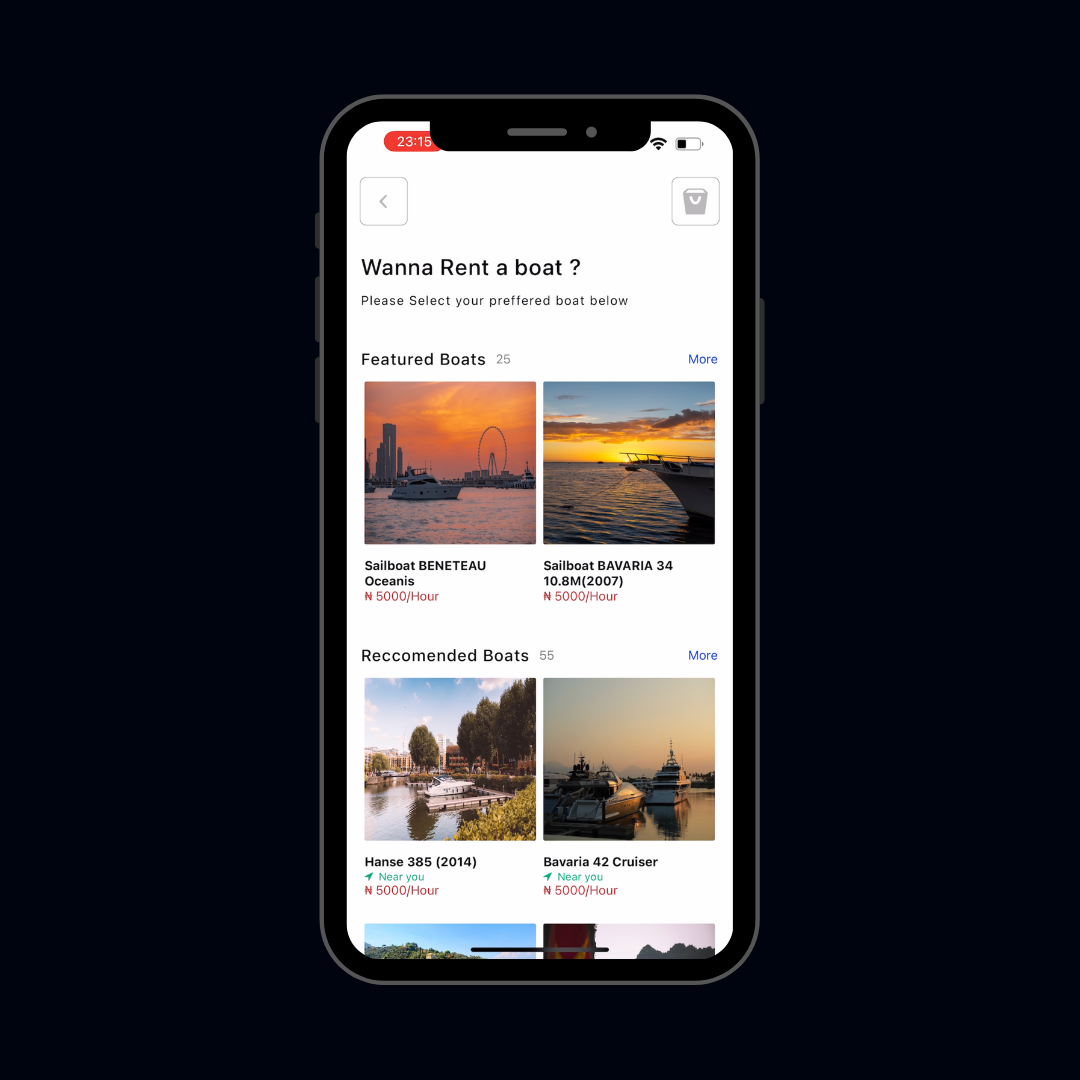 23:15
Wanna Rent a boat ?
Please Select your preffered boat below
Featured Boats 25 More
Sailboat BENETEAU Oceanis
₦ 5000/Hour
Sailboat BAVARIA 34 10.8M(2007)
₦ 5000/Hour
Reccomended Boats 55 More
Hanse 385 (2014)
Near you
₦ 5000/Hour
Bavaria 42 Cruiser
Near you
₦ 5000/Hour